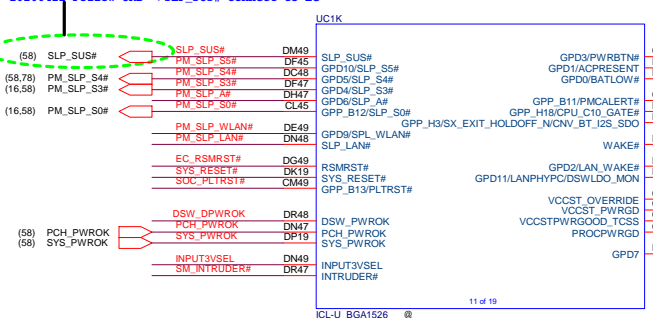 UC1K
(58) SLP_SUS# SLP_SUS# DM49 SLP_SUS# GPD3/PWRBTN#
PM_SLP_S5# DF45 GPD10/SLP_S5# GPD1/ACPRESENT
(58,78) PM_SLP_S4# PM_SLP_S4# DC48 GPD5/SLP_S4# GPD0/BATLOW#
(16,58) PM_SLP_S3# PM_SLP_S3# DF47 GPD4/SLP_S3#
PM_SLP_A# DH47 GPD6/SLP_A# GPP_B11/PMCALERT#
(16,58) PM_SLP_S0# PM_SLP_S0# CL45 GPP_B12/SLP_S0# GPP_H18/CPU_C10_GATE#
GPP_H3/SX_EXIT_HOLDOFF_N/CNV_BT_I2S_SDO
PM_SLP_WLAN# DE49 GPD9/SPL_WLAN#
PM_SLP_LAN# DN48 SLP_LAN# WAKE#
EC_RSMRST# DG49 RSMRST# GPD2/LAN_WAKE#
SYS_RESET# DK19 SYS_RESET# GPD11/LANPHYPC/DSWLDO_MON
SOC_PLTRST# CM49 GPP_B13/PLTRST#
VCCST_OVERRIDE
DSW_DPWROK DR48 DSW_PWROK VCCST_PWRGD
(58) PCH_PWROK PCH_PWROK DN47 PCH_PWROK VCCSTPWRGOOD_TCSS
(58) SYS_PWROK SYS_PWROK DP19 SYS_PWROK PROCPWRGD
INPUT3VSEL DN49 INPUT3VSEL GPD7
SM_INTRUDER# DR47 INTRUDER#
11 of 19
ICL-U_BGA1526 @